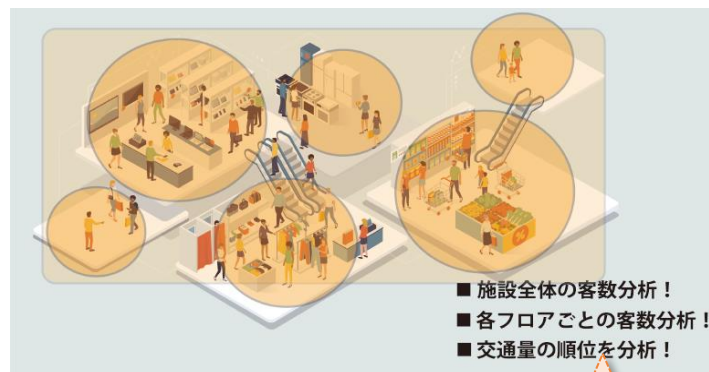 ■ 施設全体の客数分析！
■ 各フロアごとの客数分析！
■ 交通量の順位を分析！